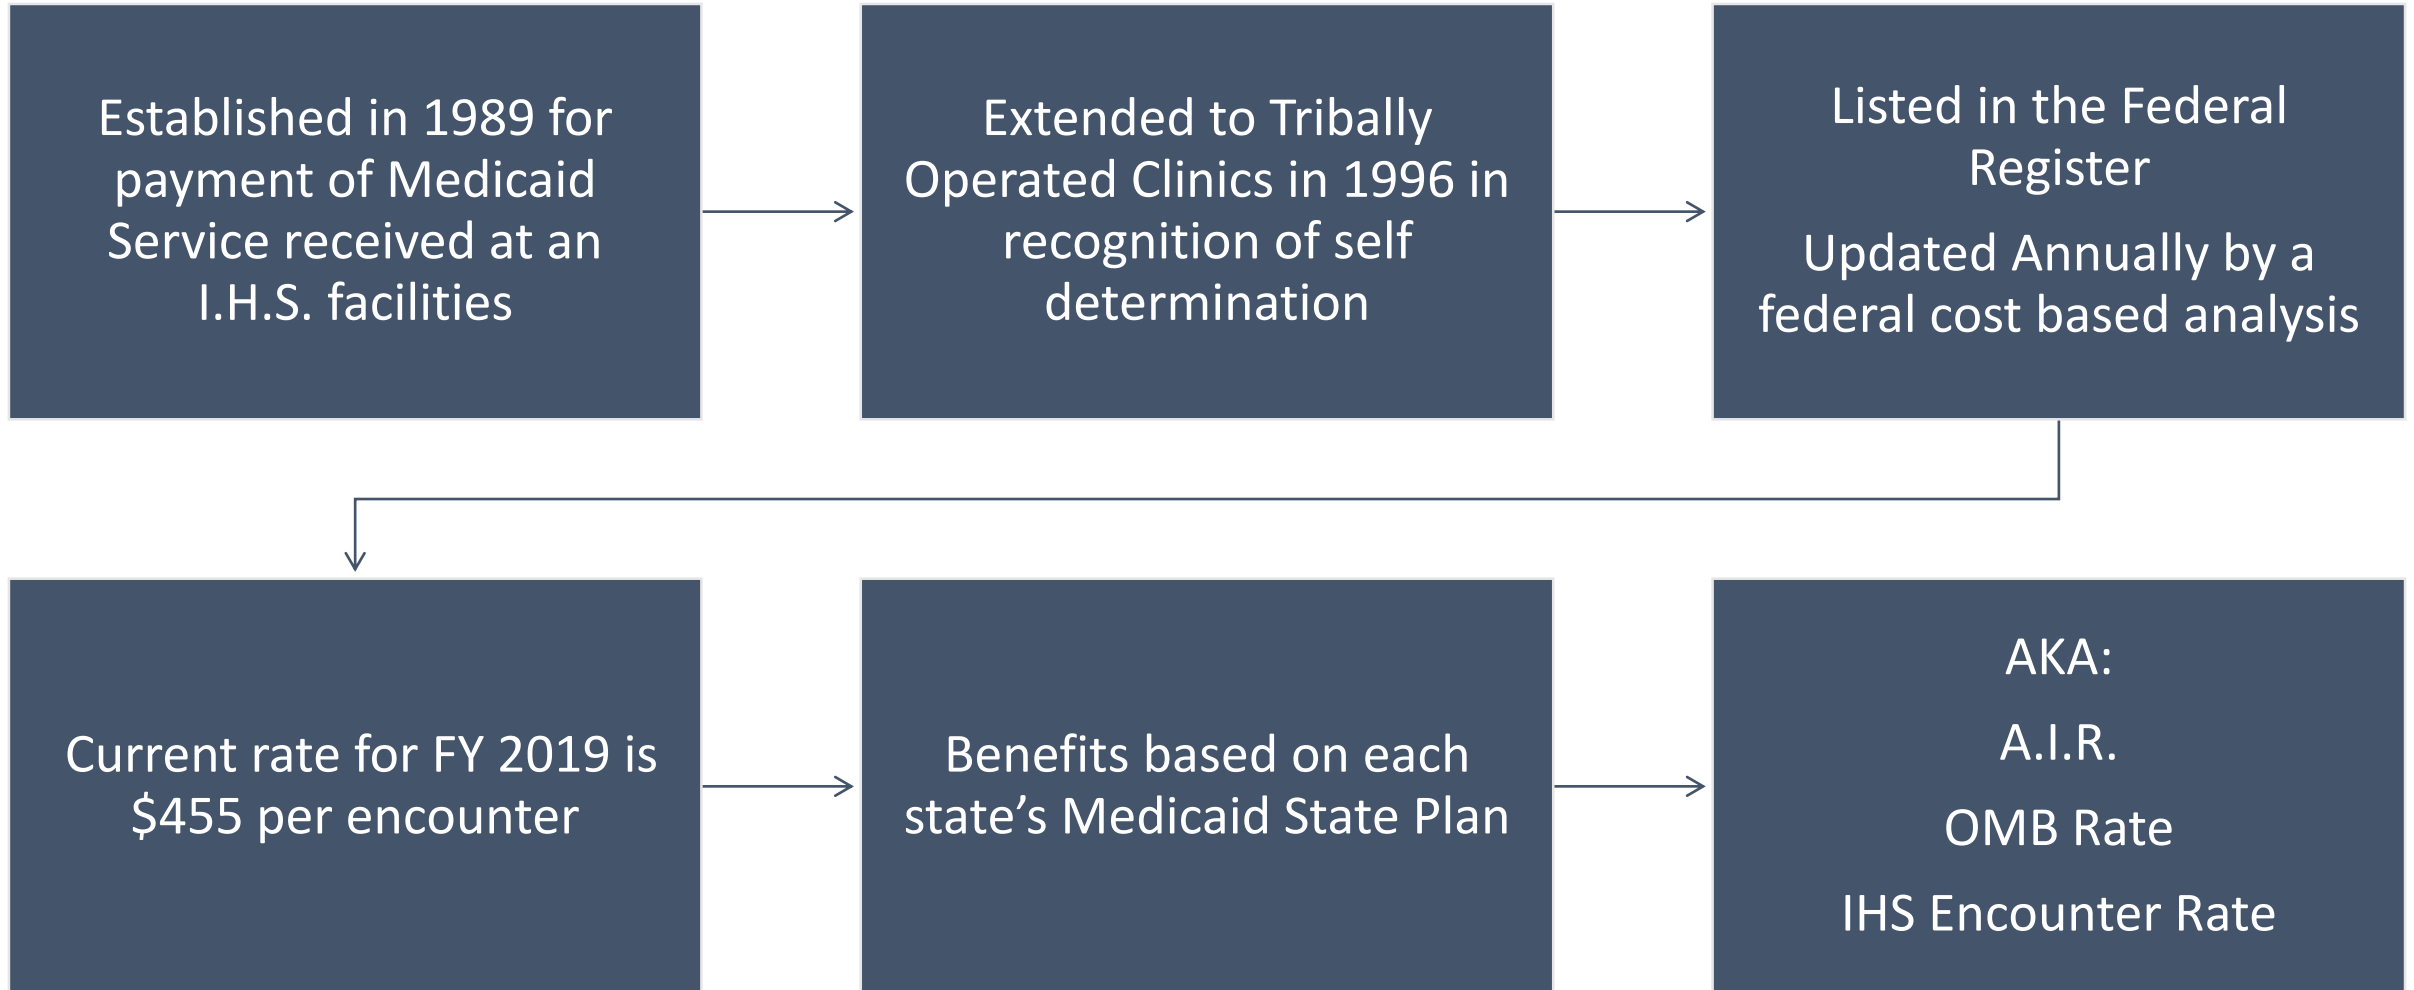 Established in 1989 for
payment of Medicaid
Service received at an
I.H.S. facilities
Extended to Tribally
Operated Clinics in 1996 in
recognition of self
determination
Listed in the Federal
Register
Updated Annually by a
federal cost based analysis
Current rate for FY 2019 is
$455 per encounter
Benefits based on each
state’s Medicaid State Plan
AKA:
A.I.R.
OMB Rate
IHS Encounter Rate